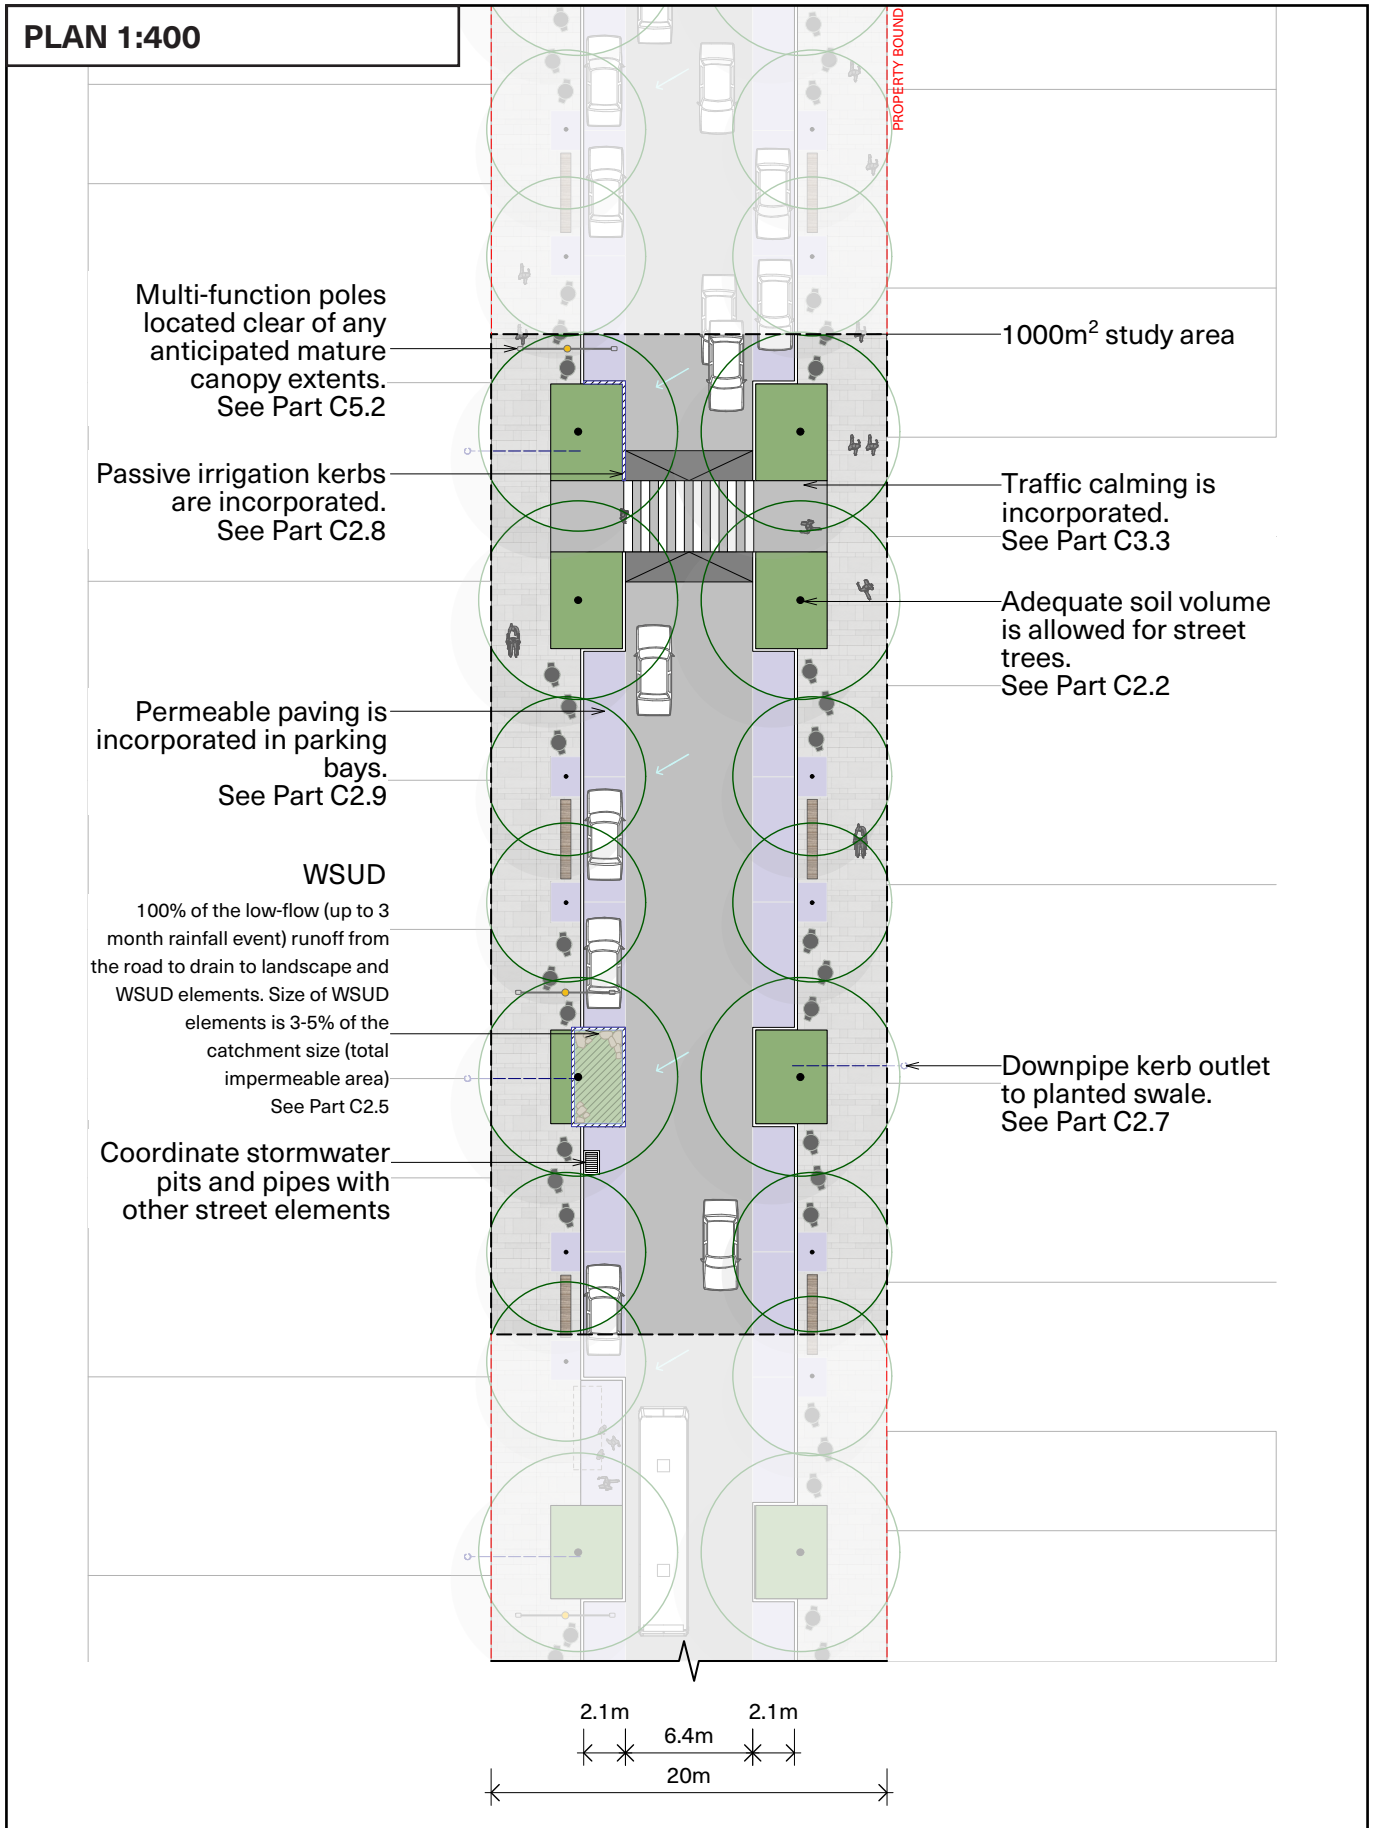 PLAN 1:400
PROPERTY BOUND
Multi-function poles
located clear of any
anticipated mature
canopy extents.
See Part C5.2
1000m² study area
Passive irrigation kerbs
are incorporated.
See Part C2.8
Traffic calming is
incorporated.
See Part C3.3
Adequate soil volume
is allowed for street
trees.
See Part C2.2
Permeable paving is
incorporated in parking
bays.
See Part C2.9
WSUD
100% of the low-flow (up to 3
month rainfall event) runoff from
the road to drain to landscape and
WSUD elements. Size of WSUD
elements is 3-5% of the
catchment size (total
impermeable area)
See Part C2.5
Downpipe kerb outlet
to planted swale.
See Part C2.7
Coordinate stormwater
pits and pipes with
other street elements
2.1m
2.1m
6.4m
20m